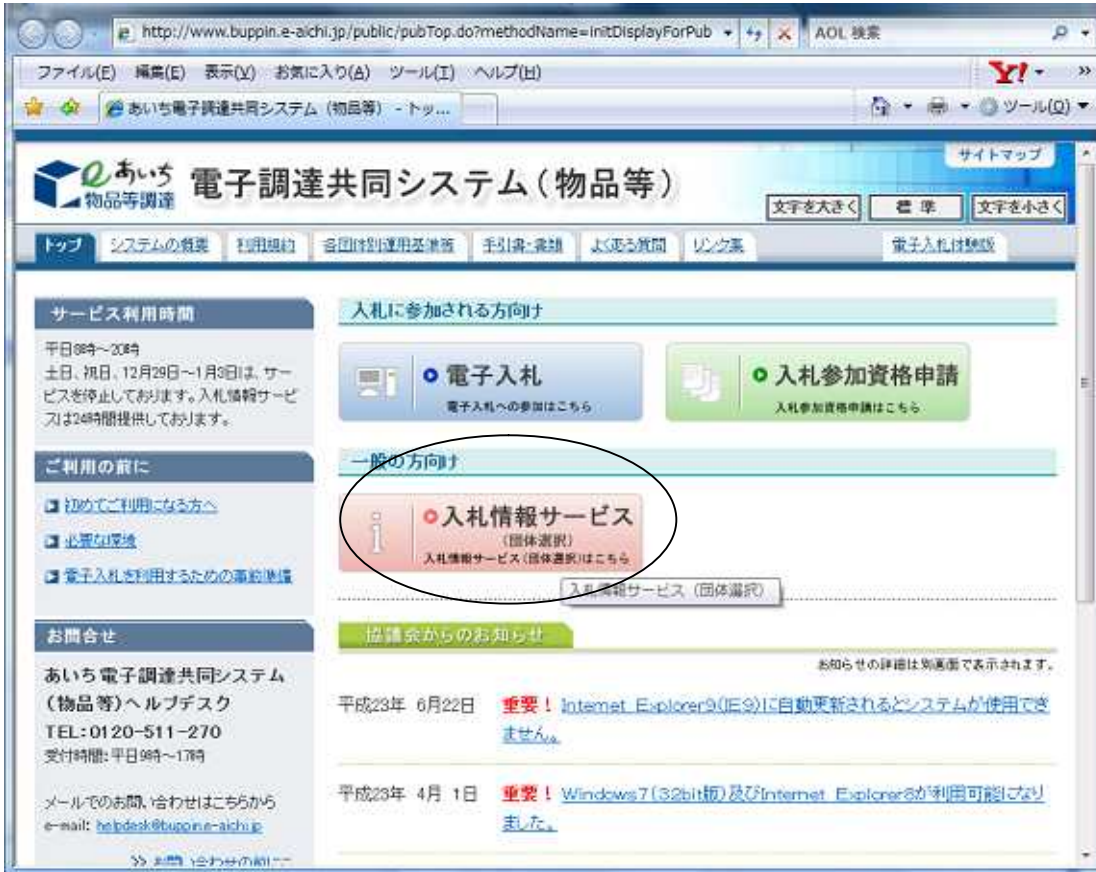 http://www.buppin.e-aichi.jp/public/pubTop.do?methodName=initDisplayForPub
AOL 検索
ファイル(E) 編集(E) 表示(V) お気に入り(A) ツール(I) ヘルプ(H)
Y! »
あいち電子調達共同システム（物品等） - トッ...
ツール(O)
サイトマップ
eあいち
物品等調達
電子調達共同システム(物品等)
文字を大きく 標準 文字を小さく
トップ システムの概要 利用規約 各団体別運用基準等 手引書・書類 よくある質問 リンク集 電子入札体験版
サービス利用時間
平日8時～20時
土日、祝日、12月29日～1月3日は、サー
ビスを停止しております。入札情報サービ
スは24時間提供しております。
ご利用の前に
初めてご利用になる方へ
必要な環境
電子入札を利用するための事前準備
お問合せ
あいち電子調達共同システム
(物品等)ヘルプデスク
TEL:0120-511-270
受付時間:平日9時～17時
メールでのお問い合わせはこちらから
e-mail: helpdesk@buppin.e-aichi.jp
>> お問い合わせの前に
入札に参加される方向け
電子入札
電子入札への参加はこちら
入札参加資格申請
入札参加資格申請はこちら
一般の方向け
入札情報サービス
(団体選択)
入札情報サービス(団体選択)はこちら
入札情報サービス（団体選択）
協議会からのお知らせ
お知らせの詳細は別画面で表示されます。
平成23年 6月22日 重要！ Internet Explorer9(IE9)に自動更新されるとシステムが使用でき
ません。
平成23年 4月 1日 重要！ Windows7(32bit版)及びInternet Explorer8が利用可能になり
ました。